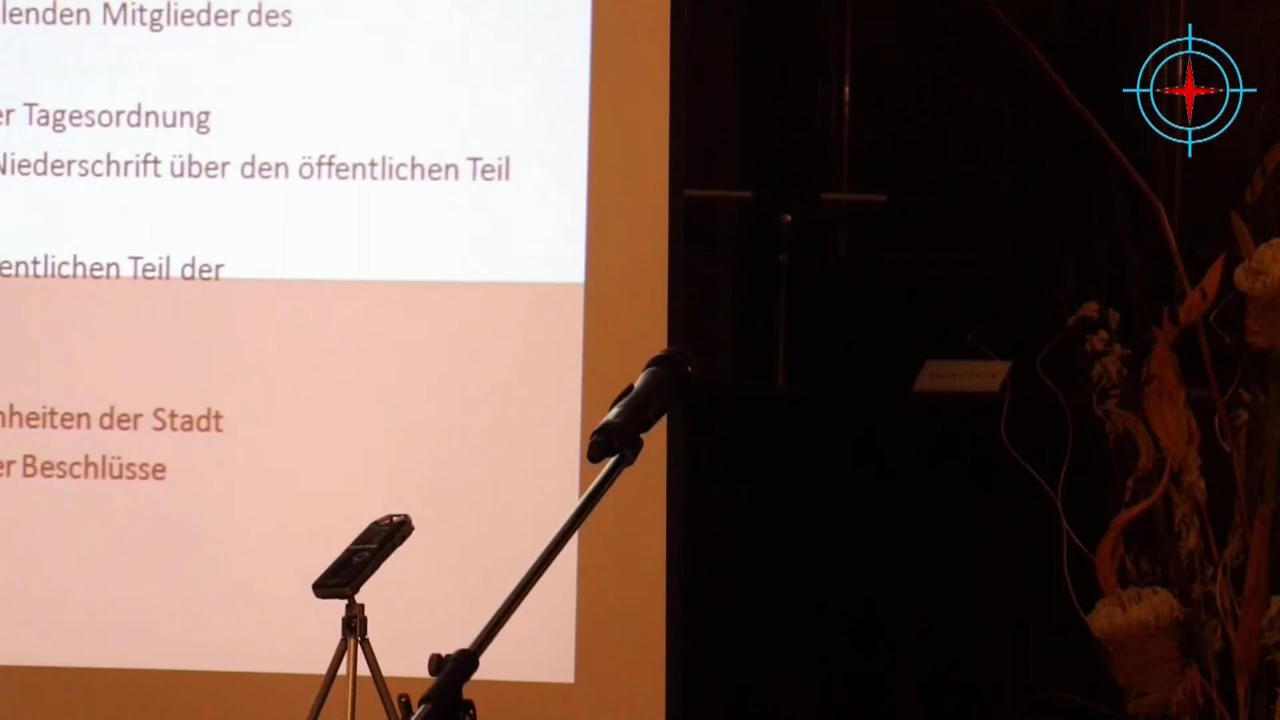 lenden Mitglieder des
er Tagesordnung
Niederschrift über den öffentlichen Teil
entlichen Teil der
nheiten der Stadt
er Beschlüsse